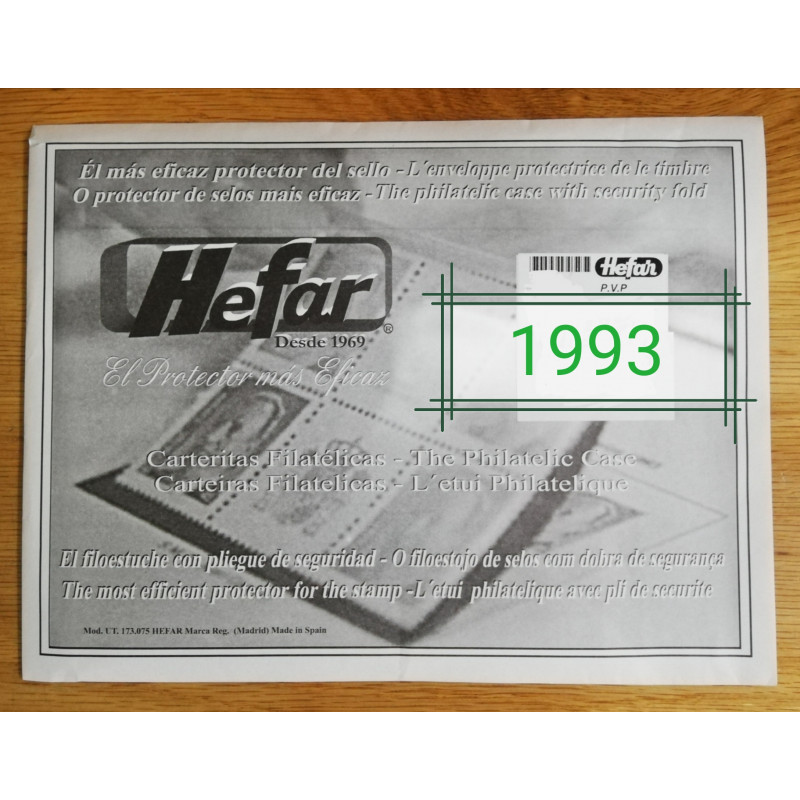 Él más eficaz protector del sello - L´enveloppe protectrice de le timbre
O protector de selos mais eficaz - The philatelic case with security fold
Hefar
P.V.P
Hefar®
Desde 1969
El Protector más Eficaz
1993
Carteritas Filatélicas - The Philatelic Case
Carteiras Filatelicas - L´etui Philatelique
El filoestuche con pliegue de seguridad - O filoestojo de selos com dobra de segurança
The most efficient protector for the stamp - L´etui philatelique avec pli de securite
Mod. UT. 173.075 HEFAR Marca Reg. (Madrid) Made in Spain